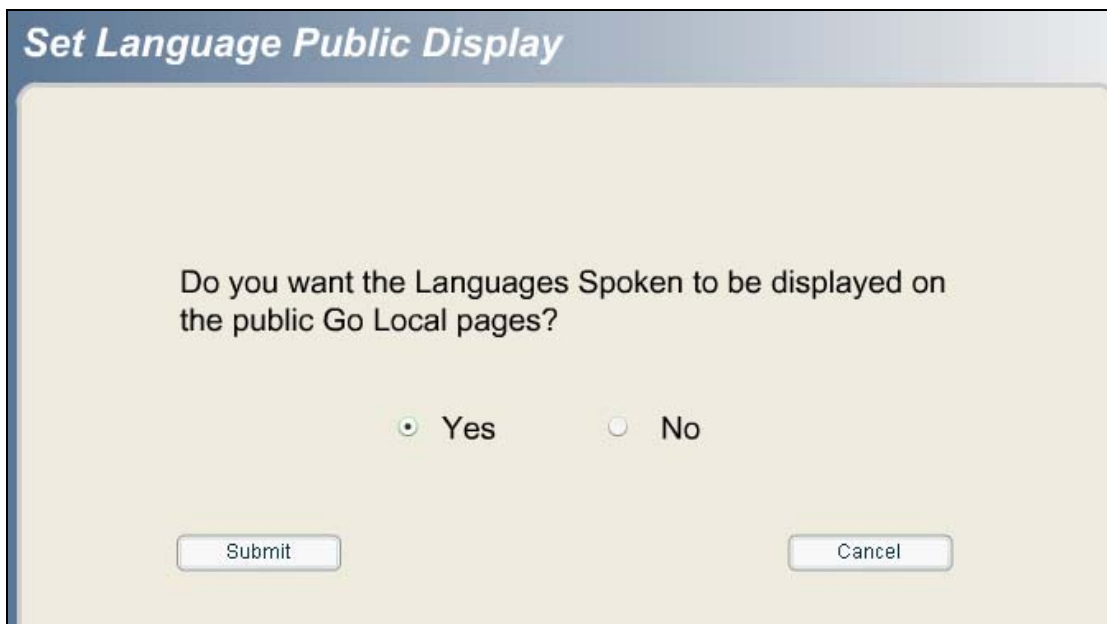 Set Language Public Display
Do you want the Languages Spoken to be displayed on
the public Go Local pages?
Yes No
Submit Cancel